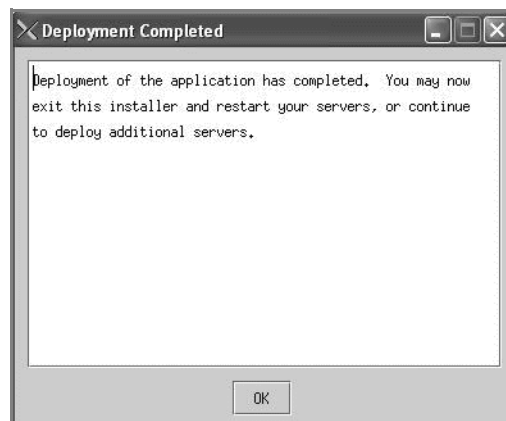 Deployment Completed
Deployment of the application has completed.  You may now
exit this installer and restart your servers, or continue
to deploy additional servers.
OK